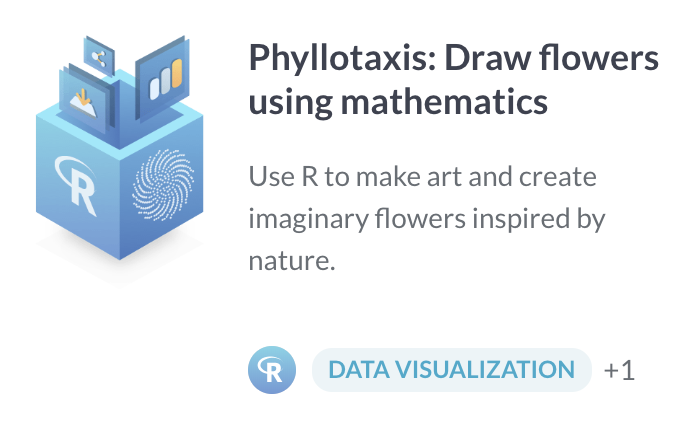 Phyllotaxis: Draw flowers
using mathematics
Use R to make art and create
imaginary flowers inspired by
nature.
R
R DATA VISUALIZATION +1